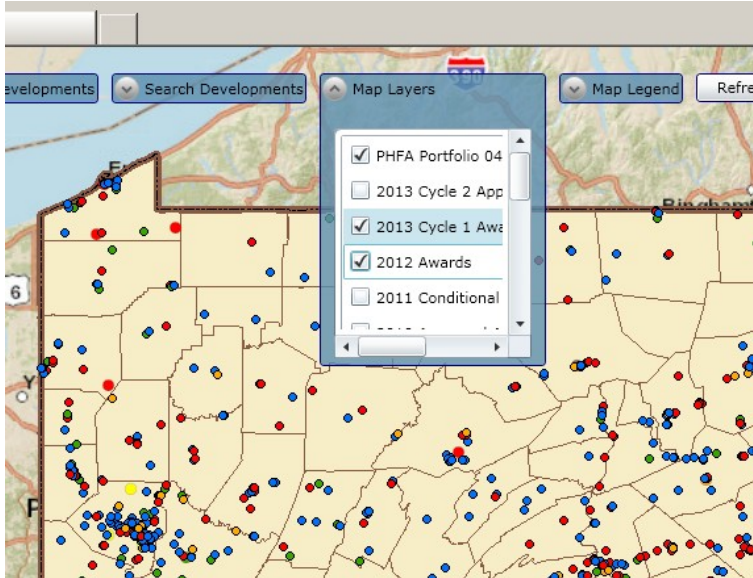 evelopments
Search Developments
Map Layers
Map Legend
Refre
PHFA Portfolio 04
2013 Cycle 2 App
2013 Cycle 1 Awa
2012 Awards
2011 Conditional
Binghamt
6
Y
P